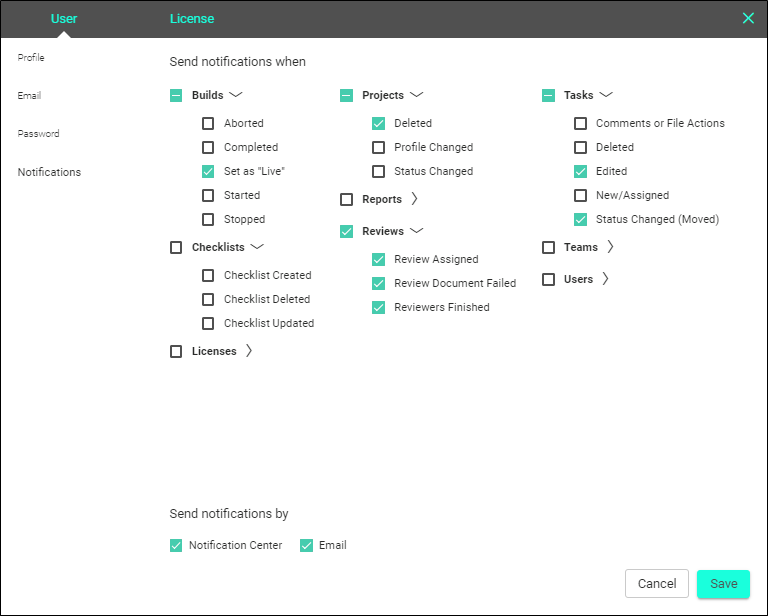 User
License
Profile
Email
Password
Notifications
Send notifications when
Builds
Aborted
Completed
Set as "Live"
Started
Stopped
Checklists
Checklist Created
Checklist Deleted
Checklist Updated
Licenses
Projects
Deleted
Profile Changed
Status Changed
Reports
Reviews
Review Assigned
Review Document Failed
Reviewers Finished
Tasks
Comments or File Actions
Deleted
Edited
New/Assigned
Status Changed (Moved)
Teams
Users
Send notifications by
Notification Center
Email
Cancel
Save